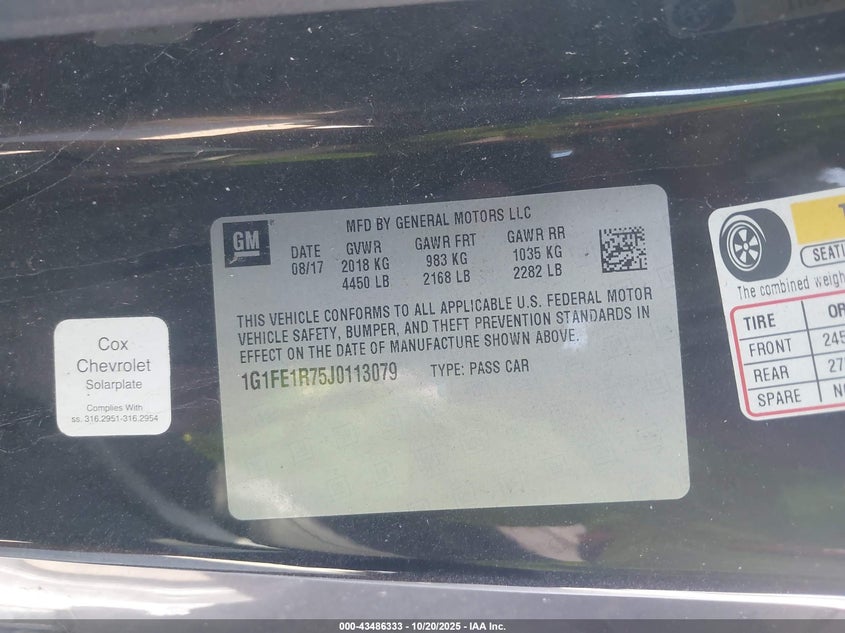 GM
MFD BY GENERAL MOTORS LLC
DATE GVWR GAWR FRT GAWR RR
08/17 2018 KG 983 KG 1035 KG
4450 LB 2168 LB 2282 LB
THIS VEHICLE CONFORMS TO ALL APPLICABLE U.S. FEDERAL MOTOR
VEHICLE SAFETY, BUMPER, AND THEFT PREVENTION STANDARDS IN
EFFECT ON THE DATE OF MANUFACTURE SHOWN ABOVE.
1G1FE1R75J0113079 TYPE: PASS CAR
Cox
Chevrolet
Solarplate
Complies With
ss. 316.2951-316.2954
SEATI
The combined weigh
TIRE OR
FRONT 245
REAR 27
SPARE
000-43486333 - 10/20/2025 - IAA Inc.